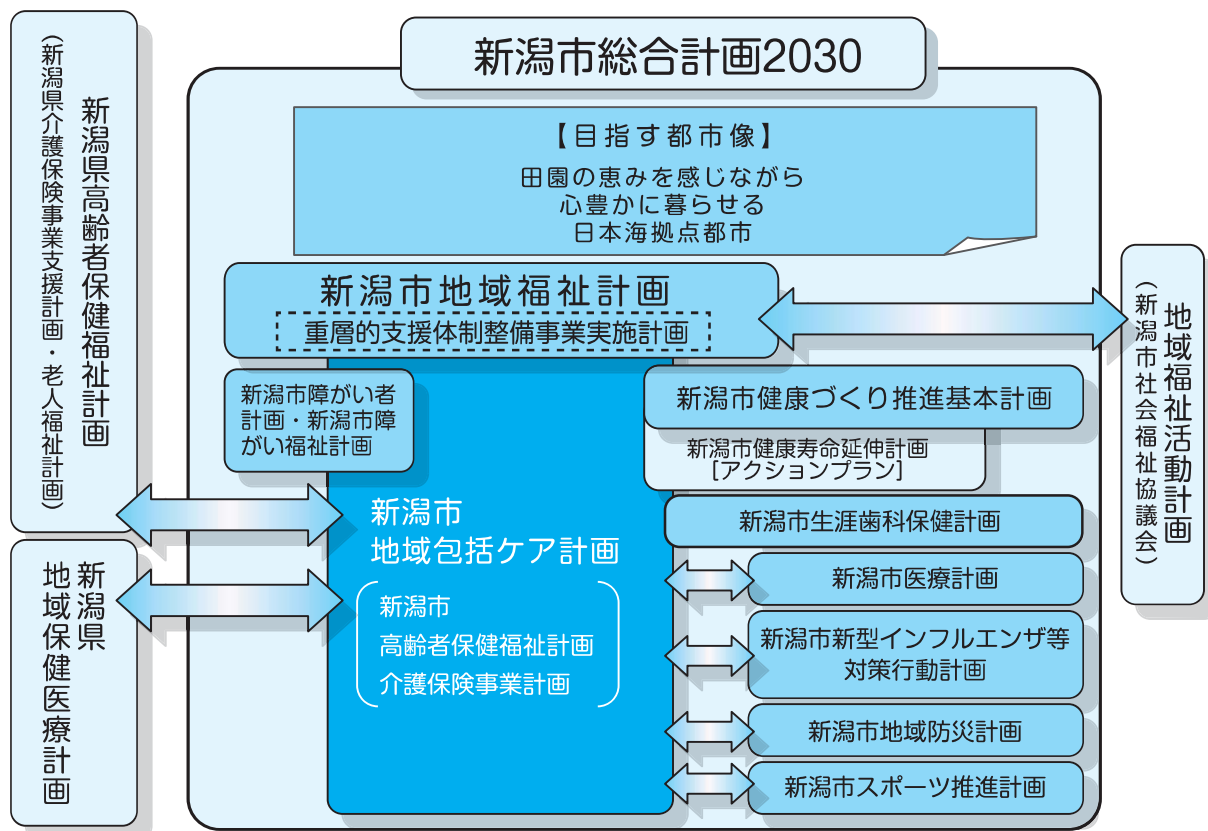 新潟市総合計画2030
【目指す都市像】
田園の恵みを感じながら
心豊かに暮らせる
日本海拠点都市
新潟県高齢者保健福祉計画
（新潟県介護保険事業支援計画・老人福祉計画）
新潟県
地域保健医療計画
新潟市地域福祉計画
重層的支援体制整備事業実施計画
新潟市障がい者
計画・新潟市障
がい福祉計画
新潟市
地域包括ケア計画
新潟市
高齢者保健福祉計画
介護保険事業計画
新潟市健康づくり推進基本計画
新潟市健康寿命延伸計画
[アクションプラン]
新潟市生涯歯科保健計画
新潟市医療計画
新潟市新型インフルエンザ等
対策行動計画
新潟市地域防災計画
新潟市スポーツ推進計画
地域福祉活動計画
（新潟市社会福祉協議会）